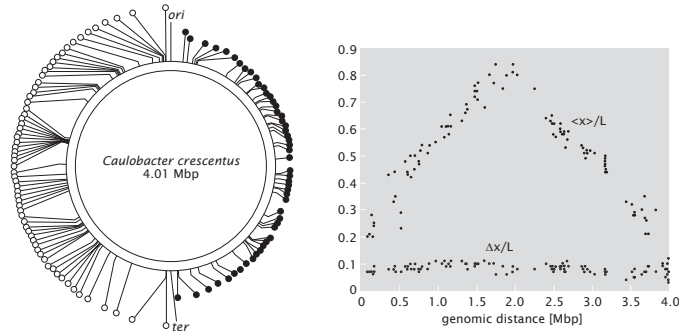 ori
Caulobacter crescentus
4.01 Mbp
ter
0.9
0.8
0.7
0.6
0.5
0.4
0.3
0.2
0.1
0
<x>/L
Δx/L
0 0.5 1.0 1.5 2.0 2.5 3.0 3.5 4.0
genomic distance [Mbp]